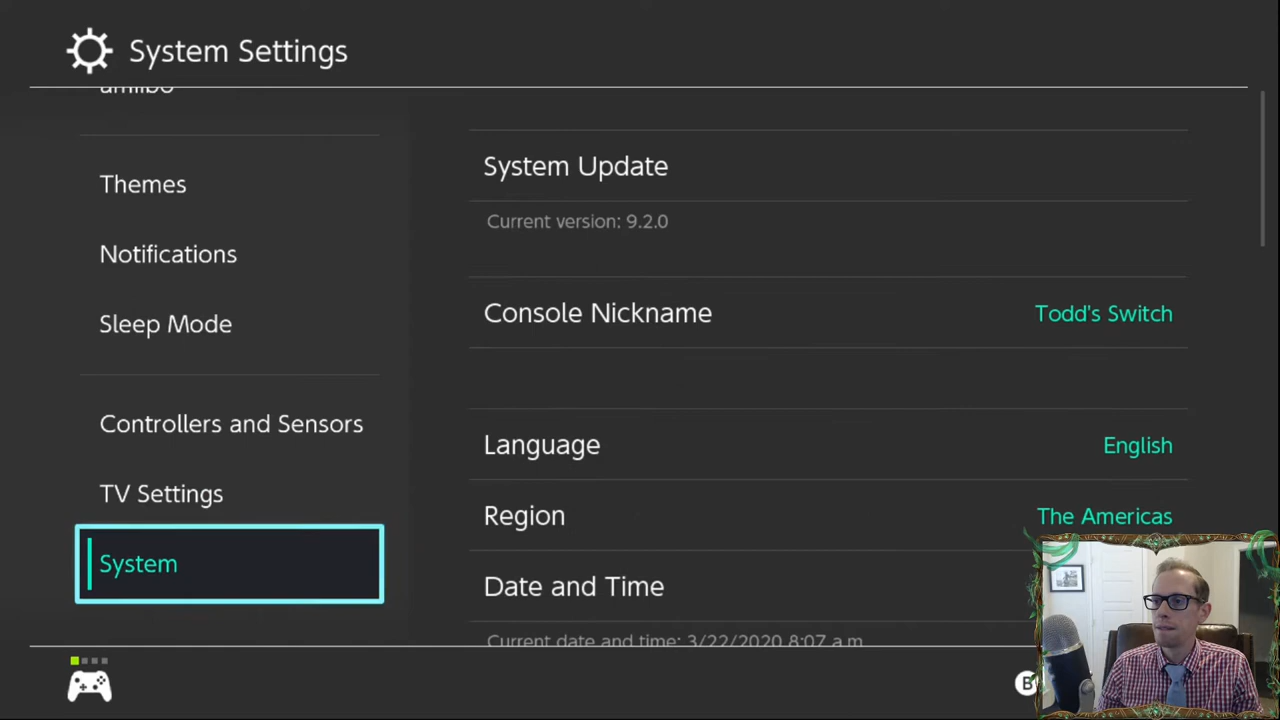 System Settings
amiibo
Themes
Notifications
Sleep Mode
Controllers and Sensors
TV Settings
System
System Update
Current version: 9.2.0
Console Nickname Todd's Switch
Language English
Region The Americas
Date and Time
Current date and time: 3/22/2020 8:07 a.m
B